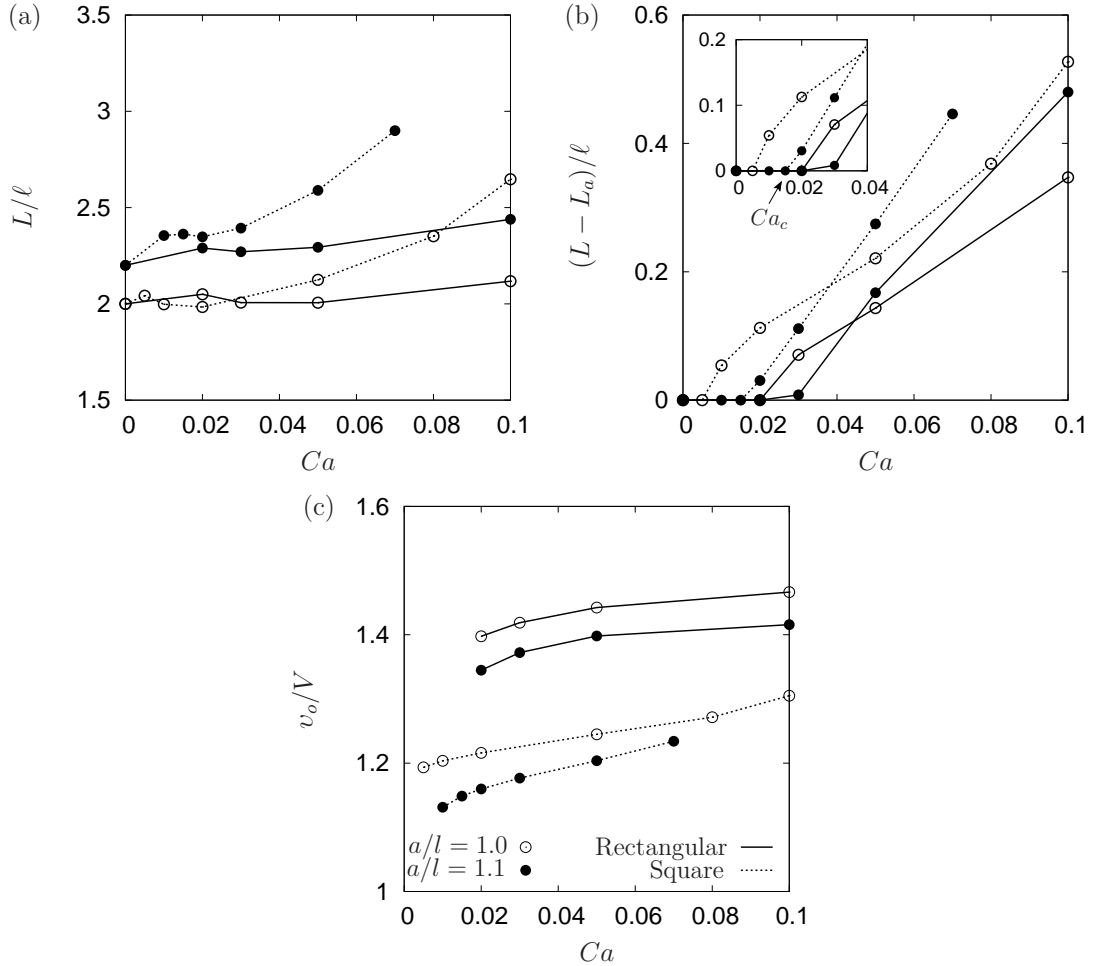 (a)
3.5
3
2.5
2
1.5
L/ℓ
0 0.02 0.04 0.06 0.08 0.1
Ca
(b)
0.6
0.4
0.2
0
(L − Lₐ)/ℓ
0.2
0.1
0
0 0.02 0.04
Ca_c
0 0.02 0.04 0.06 0.08 0.1
Ca
(c)
1.6
1.4
1.2
1
v_o/V
a/l = 1.0
a/l = 1.1
Rectangular
Square
0 0.02 0.04 0.06 0.08 0.1
Ca